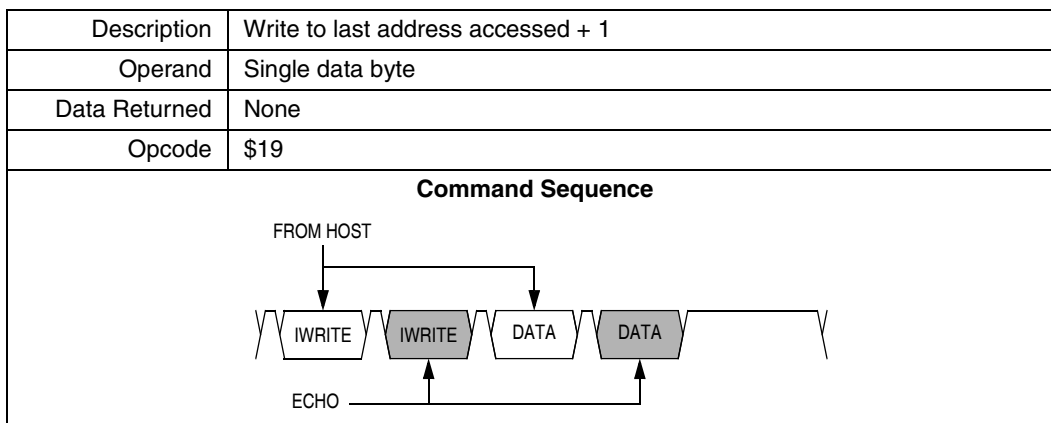 Description Write to last address accessed + 1
Operand Single data byte
Data Returned None
Opcode $19
Command Sequence
FROM HOST
IWRITE IWRITE DATA DATA
ECHO